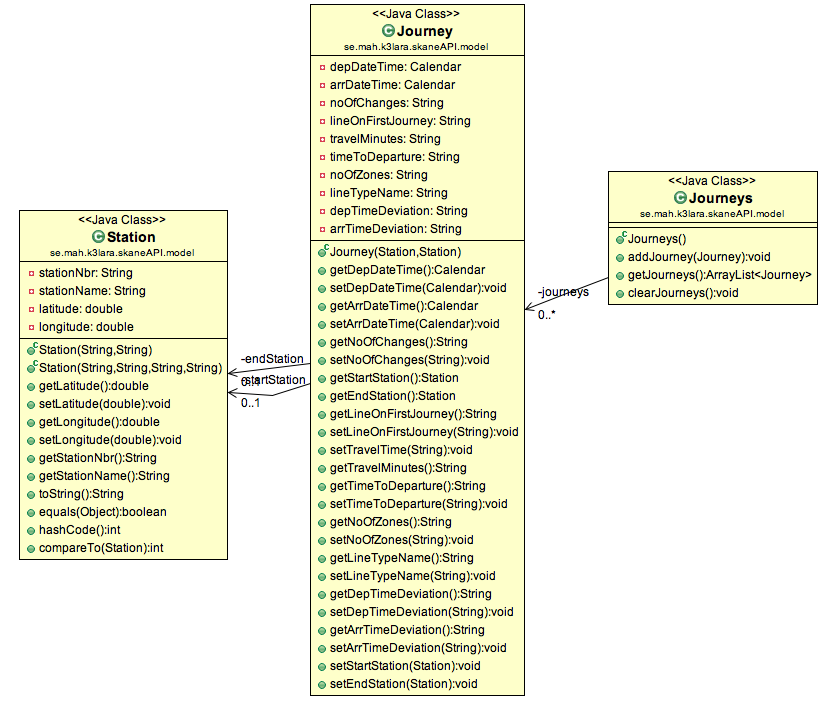 <<Java Class>>
Journey
se.mah.k3lara.skaneAPI.model
depDateTime: Calendar
arrDateTime: Calendar
noOfChanges: String
lineOnFirstJourney: String
travelMinutes: String
timeToDeparture: String
noOfZones: String
lineTypeName: String
depTimeDeviation: String
arrTimeDeviation: String
Journey(Station,Station)
getDepDateTime():Calendar
setDepDateTime(Calendar):void
getArrDateTime():Calendar
setArrDateTime(Calendar):void
getNoOfChanges():String
setNoOfChanges(String):void
getStartStation():Station
getEndStation():Station
getLineOnFirstJourney():String
setLineOnFirstJourney(String):void
setTravelTime(String):void
getTravelMinutes():String
getTimeToDeparture():String
setTimeToDeparture(String):void
getNoOfZones():String
setNoOfZones(String):void
getLineTypeName():String
setLineTypeName(String):void
getDepTimeDeviation():String
setDepTimeDeviation(String):void
getArrTimeDeviation():String
setArrTimeDeviation(String):void
setStartStation(Station):void
setEndStation(Station):void
<<Java Class>>
Station
se.mah.k3lara.skaneAPI.model
stationNbr: String
stationName: String
latitude: double
longitude: double
Station(String,String)
Station(String,String,String,String)
getLatitude():double
setLatitude(double):void
getLongitude():double
setLongitude(double):void
getStationNbr():String
getStationName():String
toString():String
equals(Object):boolean
hashCode():int
compareTo(Station):int
-endStation
0..1
-startStation
0..1
<<Java Class>>
Journeys
se.mah.k3lara.skaneAPI.model
Journeys()
addJourney(Journey):void
getJourneys():ArrayList<Journey>
clearJourneys():void
-journeys
0..*